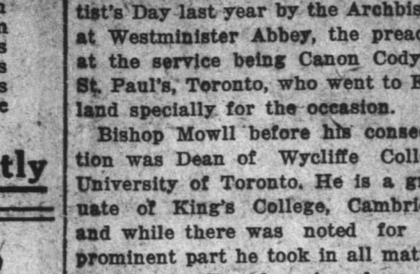 tist's Day last year by the Archbis
at Westminister Abbey, the preac
at the service being Canon Cody
St. Paul's, Toronto, who went to E
land specially for the occasion.
Bishop Mowll before his conse
tion was Dean of Wycliffe Coll
University of Toronto. He is a gr
uate of King's College, Cambri
and while there was noted for
prominent part he took in all mat
tly